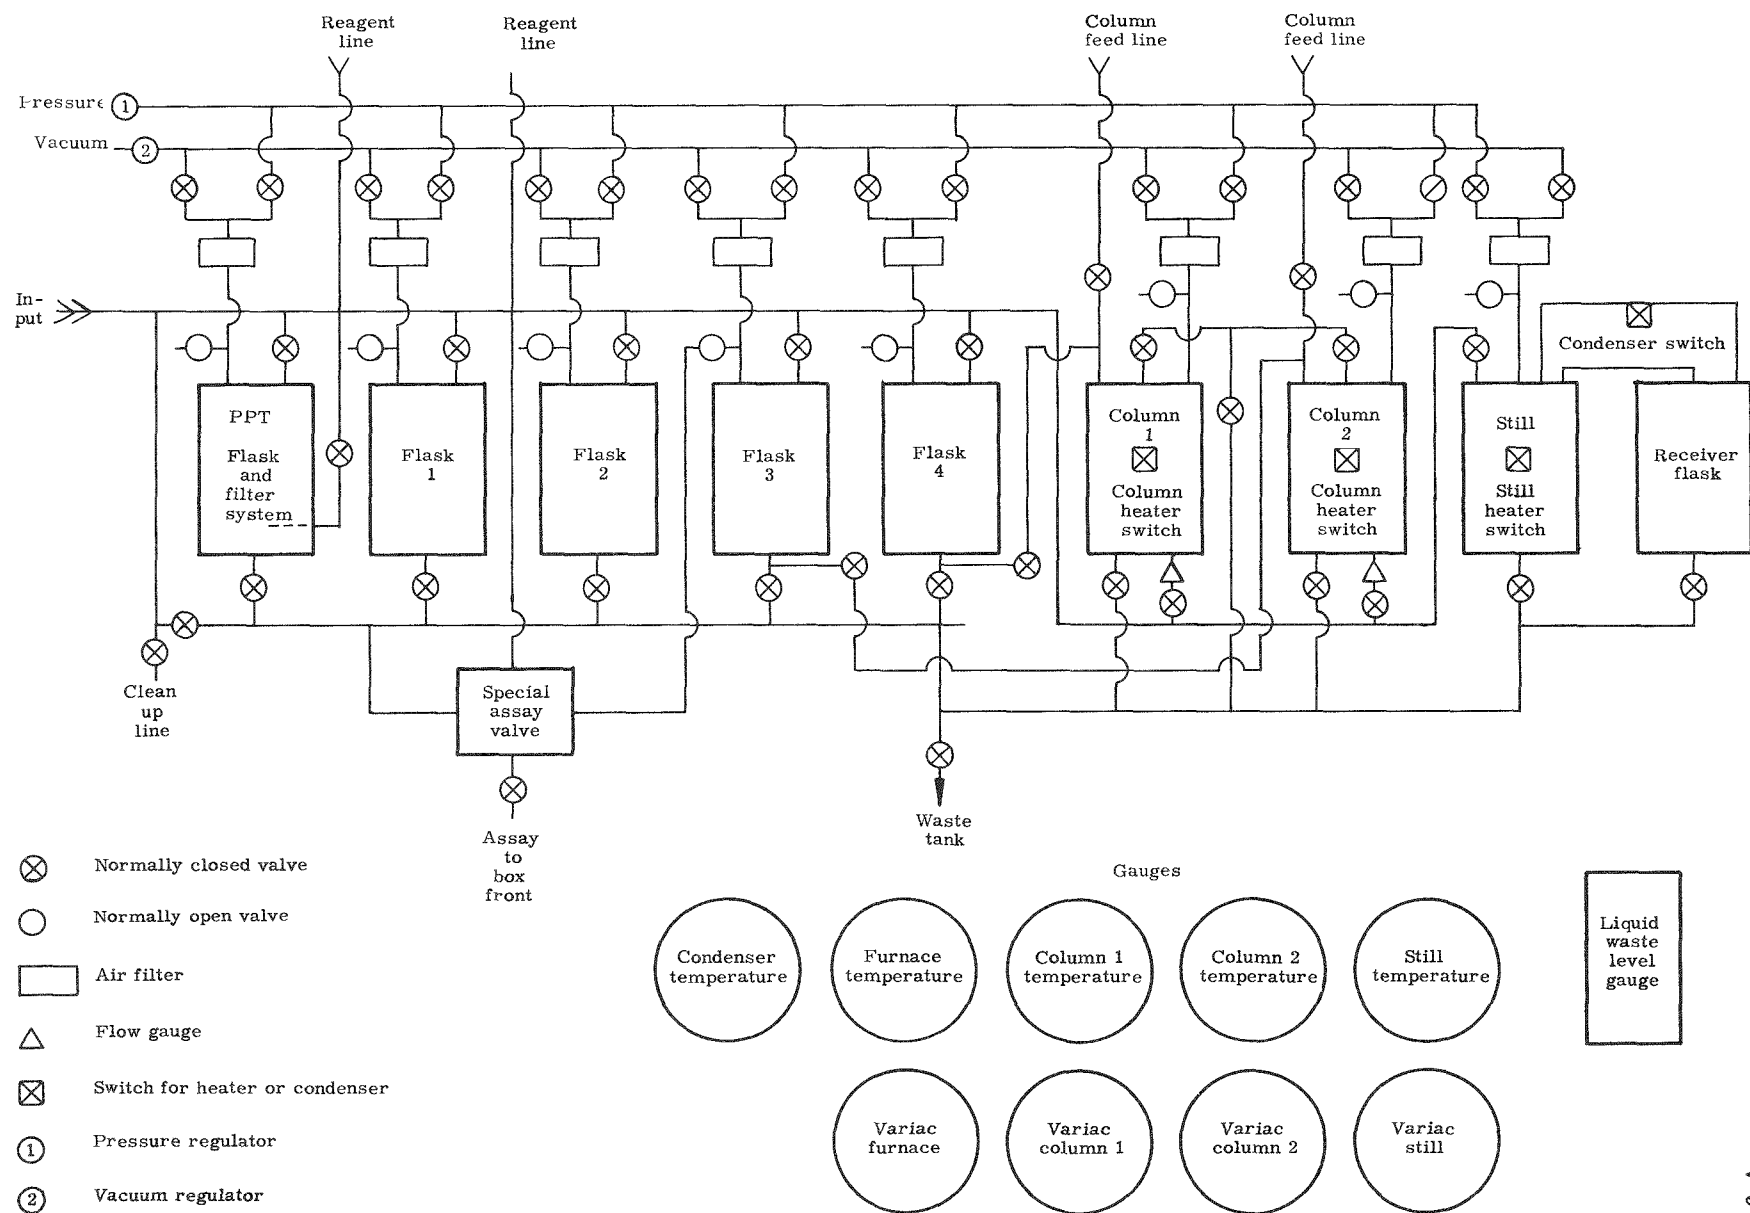 Reagent
line
Reagent
line
Column
feed line
Column
feed line
Pressure 1
Vacuum 2
In-
put
Condenser switch
PPT
Flask
and
filter
system
Flask
1
Flask
2
Flask
3
Flask
4
Column
1
Column
heater
switch
Column
2
Column
heater
switch
Still
Still
heater
switch
Receiver
flask
Clean
up
line
Special
assay
valve
Assay
to
box
front
Waste
tank
Normally closed valve
Normally open valve
Air filter
Flow gauge
Switch for heater or condenser
1 Pressure regulator
2 Vacuum regulator
Gauges
Condenser
temperature
Furnace
temperature
Column 1
temperature
Column 2
temperature
Still
temperature
Liquid
waste
level
gauge
Variac
furnace
Variac
column 1
Variac
column 2
Variac
still